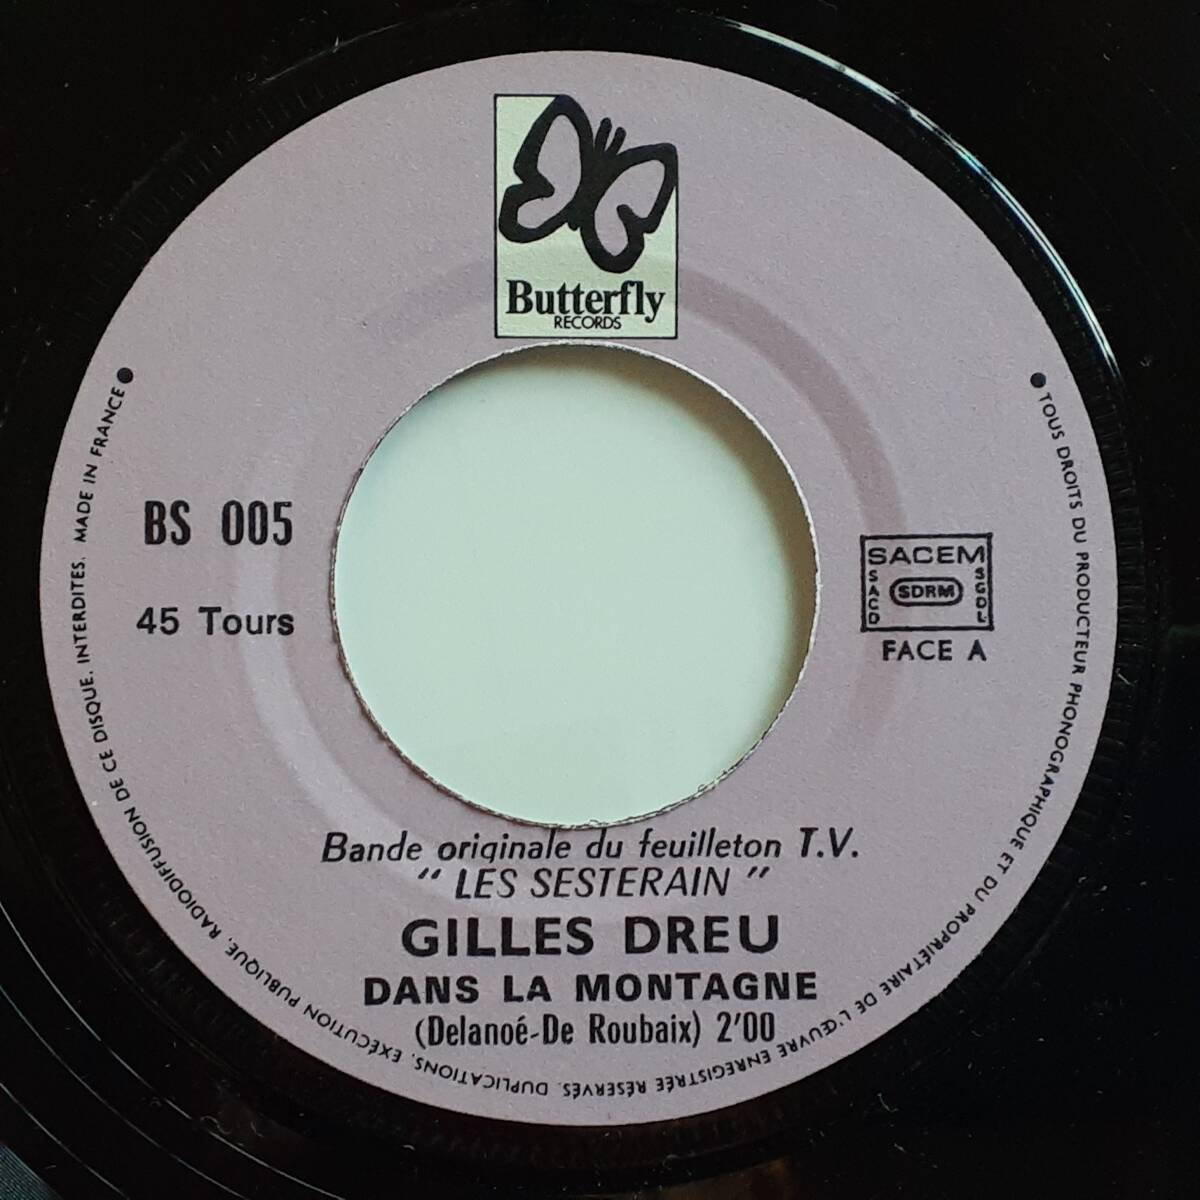 Butterfly
RECORDS
BS 005
45 Tours
SACEM
SACD
SDRM
SGDL
FACE A
Bande originale du feuilleton T.V.
" LES SESTERAIN "
GILLES DREU
DANS LA MONTAGNE
(Delanoé-De Roubaix) 2'00
• TOUS DROITS DU PRODUCTEUR PHONOGRAPHIQUE ET DU PROPRIÉTAIRE DE L'ŒUVRE ENREGISTRÉE RÉSERVÉS. DUPLICATIONS, EXÉCUTION PUBLIQUE, RADIODIFFUSION DE CE DISQUE, INTERDITES. MADE IN FRANCE •